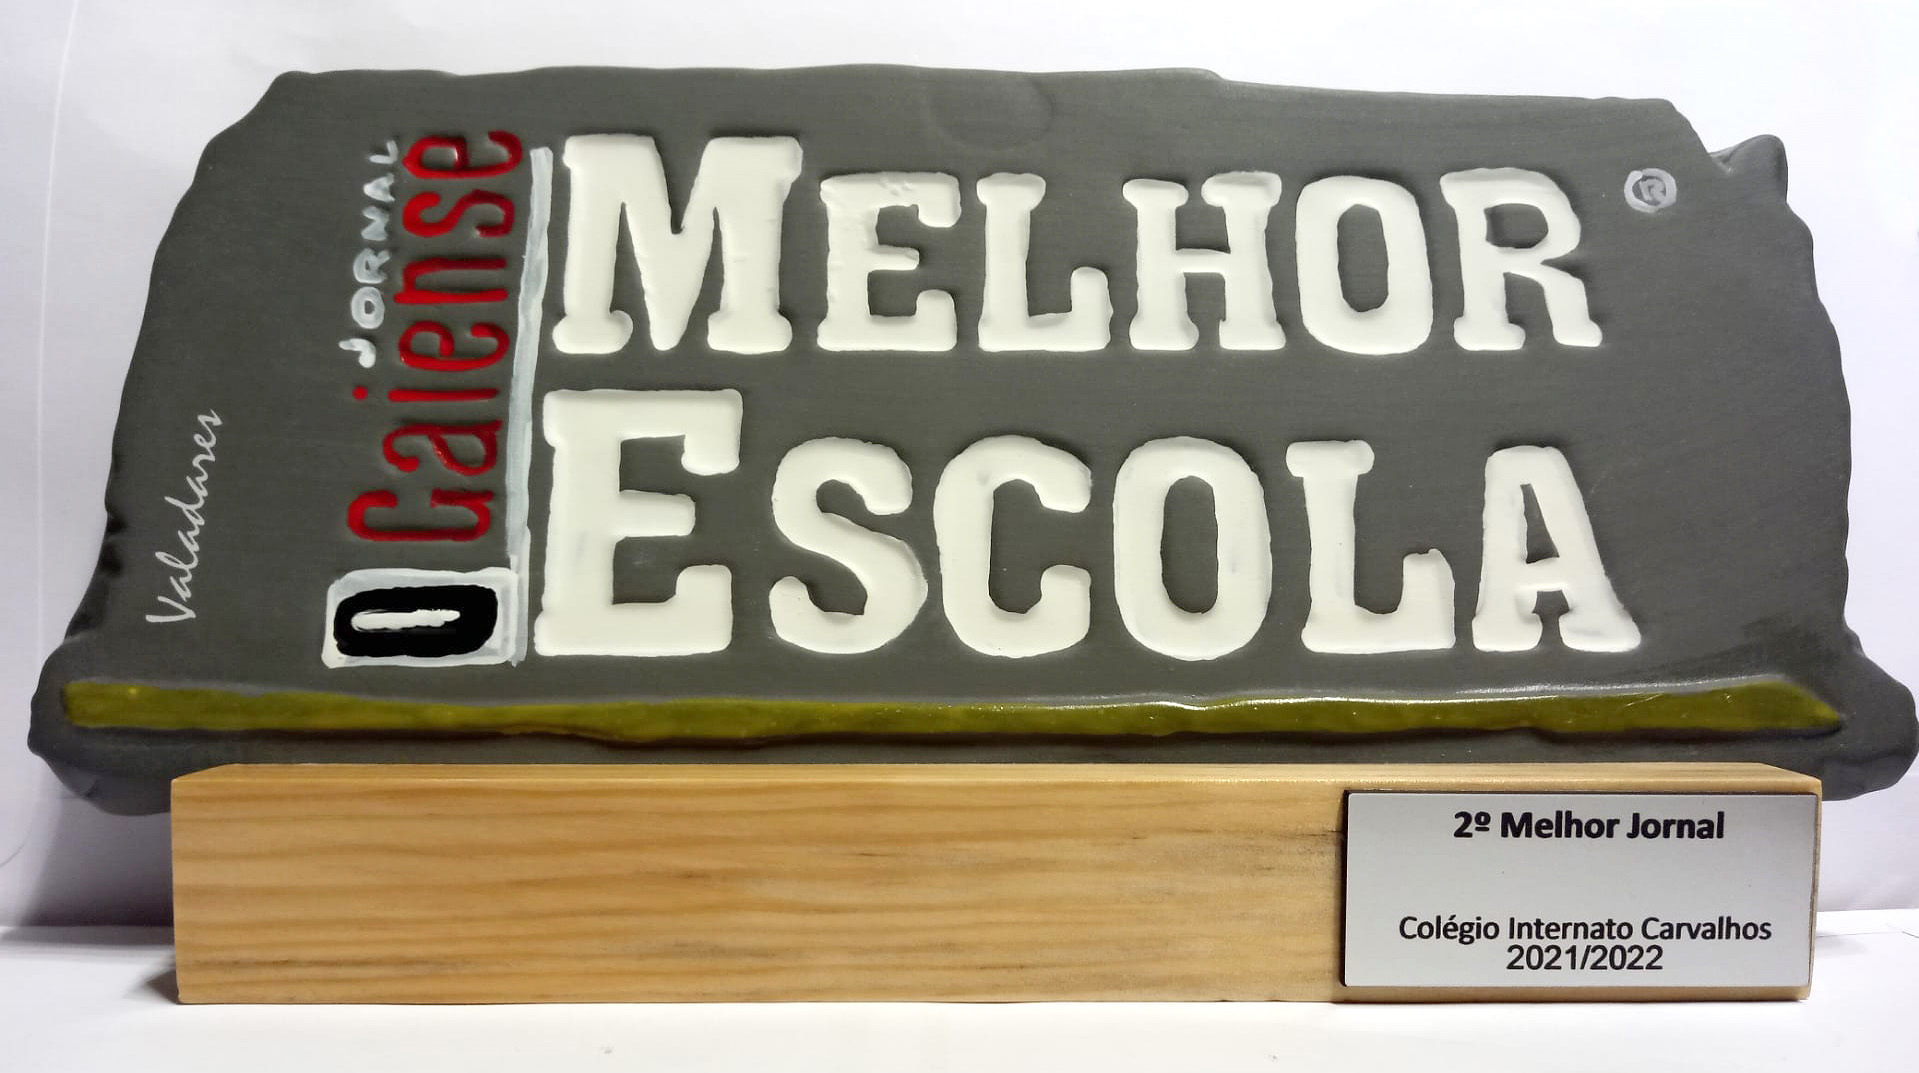 Valadares
JORNAL
O Gaiense
MELHOR
ESCOLA
®
2º Melhor Jornal
Colégio Internato Carvalhos
2021/2022